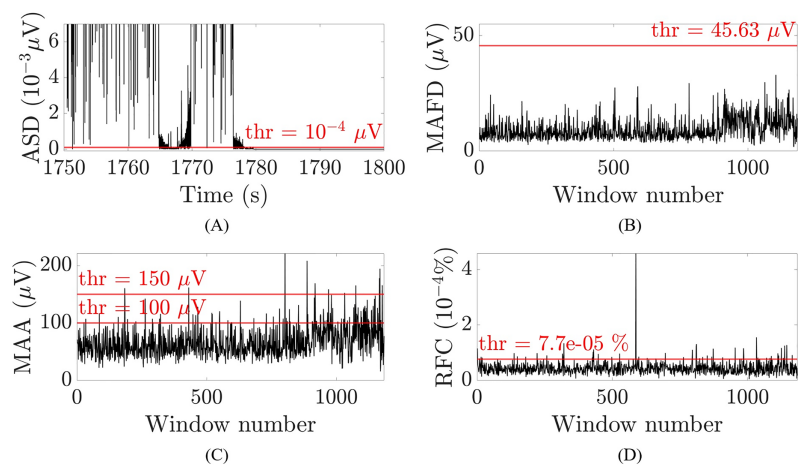 ASD (10⁻³μV)
6
4
2
0
thr = 10⁻⁴ μV
1750 1760 1770 1780 1790 1800
Time (s)
(A)
MAFD (μV)
50
0
thr = 45.63 μV
0 500 1000
Window number
(B)
MAA (μV)
200
100
0
thr = 150 μV
thr = 100 μV
0 500 1000
Window number
(C)
RFC (10⁻⁴%)
4
2
0
thr = 7.7e-05 %
0 500 1000
Window number
(D)